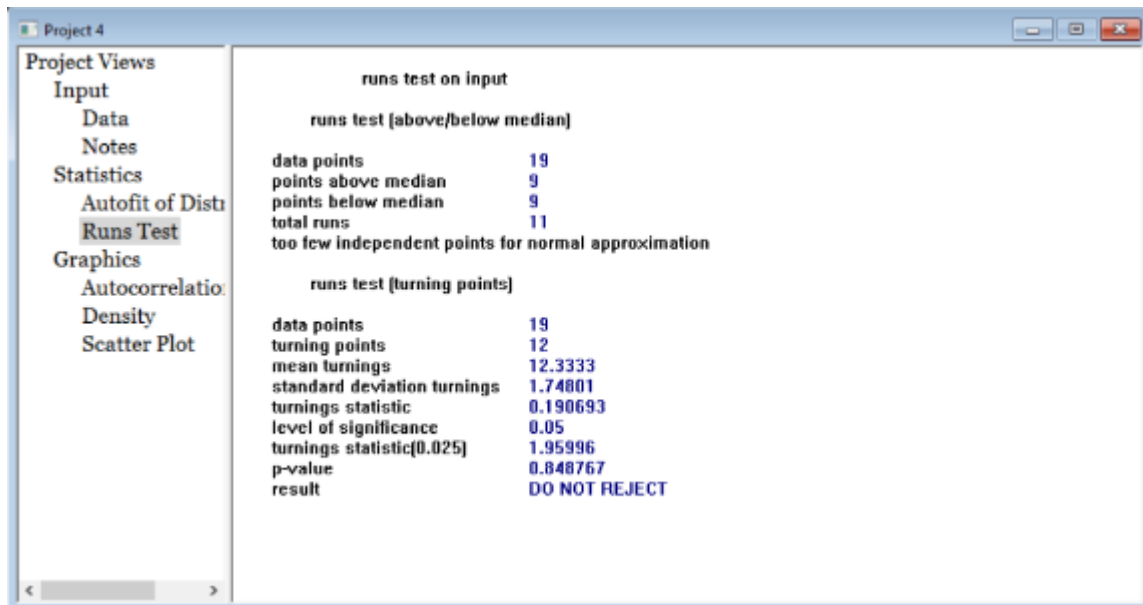 Project 4
Project Views
Input
Data
Notes
Statistics
Autofit of Distr
Runs Test
Graphics
Autocorrelatio
Density
Scatter Plot
runs test on input
runs test (above/below median)
data points 19
points above median 9
points below median 9
total runs 11
too few independent points for normal approximation
runs test (turning points)
data points 19
turning points 12
mean turnings 12.3333
standard deviation turnings 1.74801
turnings statistic 0.190693
level of significance 0.05
turnings statistic(0.025) 1.95996
p-value 0.848767
result DO NOT REJECT